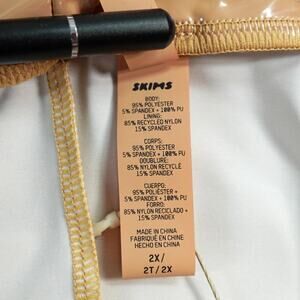 SKIMS
BODY:
95% POLYESTER
5% SPANDEX + 100% PU
LINING:
85% RECYCLED NYLON
15% SPANDEX
CORPS:
95% POLYESTER
5% SPANDEX + 100% PU
DOUBLURE:
85% NYLON RECYCLÉ
15% SPANDEX
CUERPO:
95% POLIÉSTER +
5% SPANDEX + 100% PU
FORRO:
85% NYLON RECICLADO +
15% SPANDEX
MADE IN CHINA
FABRIQUÉ EN CHINE
HECHO EN CHINA
2X/
2T / 2X